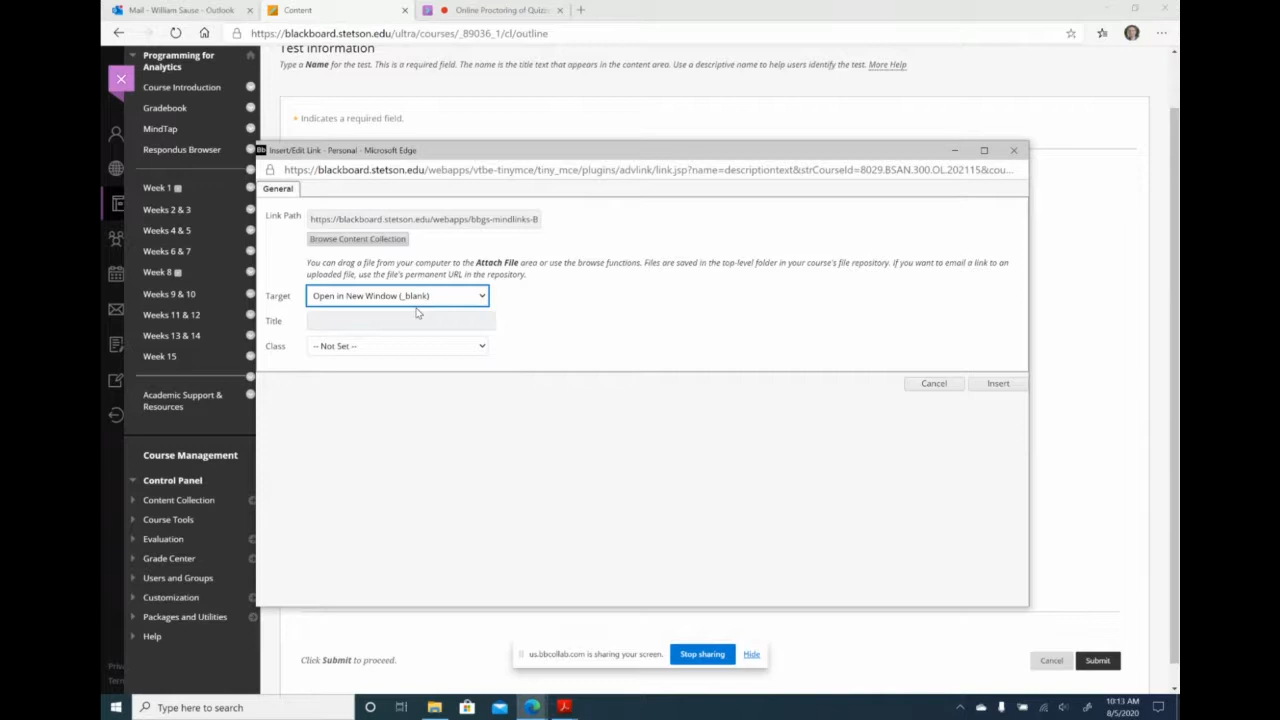 Mail - William Sause - Outlook
Content
Online Proctoring of Quizz
https://blackboard.stetson.edu/ultra/courses/_89036_1/cl/outline
Programming for
Analytics
Course Introduction
Gradebook
MindTap
Respondus Browser
Week 1
Weeks 2 & 3
Weeks 4 & 5
Weeks 6 & 7
Week 8
Weeks 9 & 10
Weeks 11 & 12
Weeks 13 & 14
Week 15
Academic Support &
Resources
Course Management
Control Panel
Content Collection
Course Tools
Evaluation
Grade Center
Users and Groups
Customization
Packages and Utilities
Help
Test Information
Type a Name for the test. This is a required field. The name is the title text that appears in the content area. Use a descriptive name to help users identify the test. More Help
Indicates a required field.
Bb Insert/Edit Link - Personal - Microsoft Edge
https://blackboard.stetson.edu/webapps/vtbe-tinymce/tiny_mce/plugins/advlink/link.jsp?name=descriptiontext&strCourseId=8029.BSAN.300.OL.202115&cou...
General
Link Path https://blackboard.stetson.edu/webapps/bbgs-mindlinks-B
Browse Content Collection
You can drag a file from your computer to the Attach File area or use the browse functions. Files are saved in the top-level folder in your course's file repository. If you want to email a link to an
uploaded file, use the file's permanent URL in the repository.
Target Open in New Window (_blank)
Title
Class -- Not Set --
Cancel Insert
Click Submit to proceed.
us.bbcollab.com is sharing your screen. Stop sharing Hide
Cancel Submit
Priv
Term
Type here to search
10:13 AM
8/5/2020